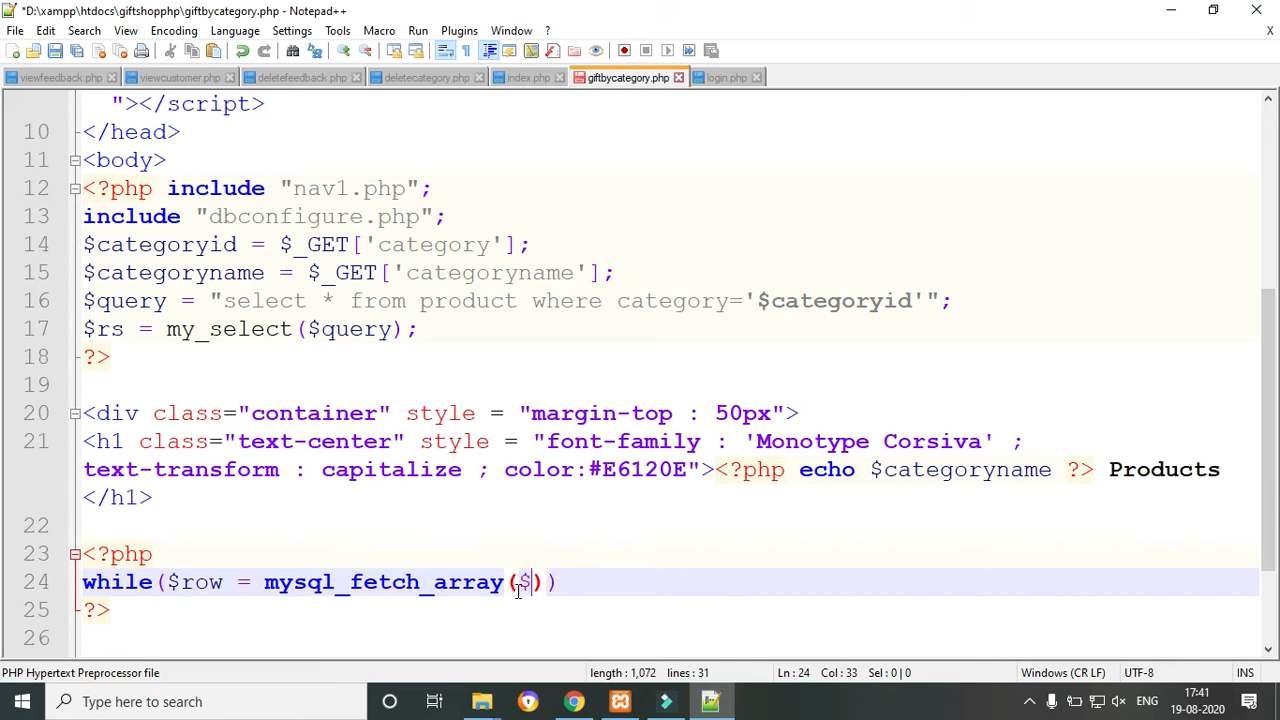 *D:\xampp\htdocs\giftshopphp\giftbycategory.php - Notepad++
File Edit Search View Encoding Language Settings Tools Macro Run Plugins Window ? X
viewfeedback.php viewcustomer.php deletefeedback.php deletecategory.php index.php giftbycategory.php login.php
"></script>
10 </head>
11 <body>
12 <?php include "nav1.php";
13 include "dbconfigure.php";
14 $categoryid = $_GET['category'];
15 $categoryname = $_GET['categoryname'];
16 $query = "select * from product where category='$categoryid'";
17 $rs = my_select($query);
18 ?>
19
20 <div class="container" style = "margin-top : 50px">
21 <h1 class="text-center" style = "font-family : 'Monotype Corsiva' ;
text-transform : capitalize ; color:#E6120E"><?php echo $categoryname ?> Products
</h1>
22
23 <?php
24 while($row = mysql_fetch_array($))
25 ?>
26
PHP Hypertext Preprocessor file length : 1,072 lines : 31 Ln : 24 Col : 33 Sel : 0 | 0 Windows (CR LF) UTF-8 INS
Type here to search ENG 17:41
19-08-2020